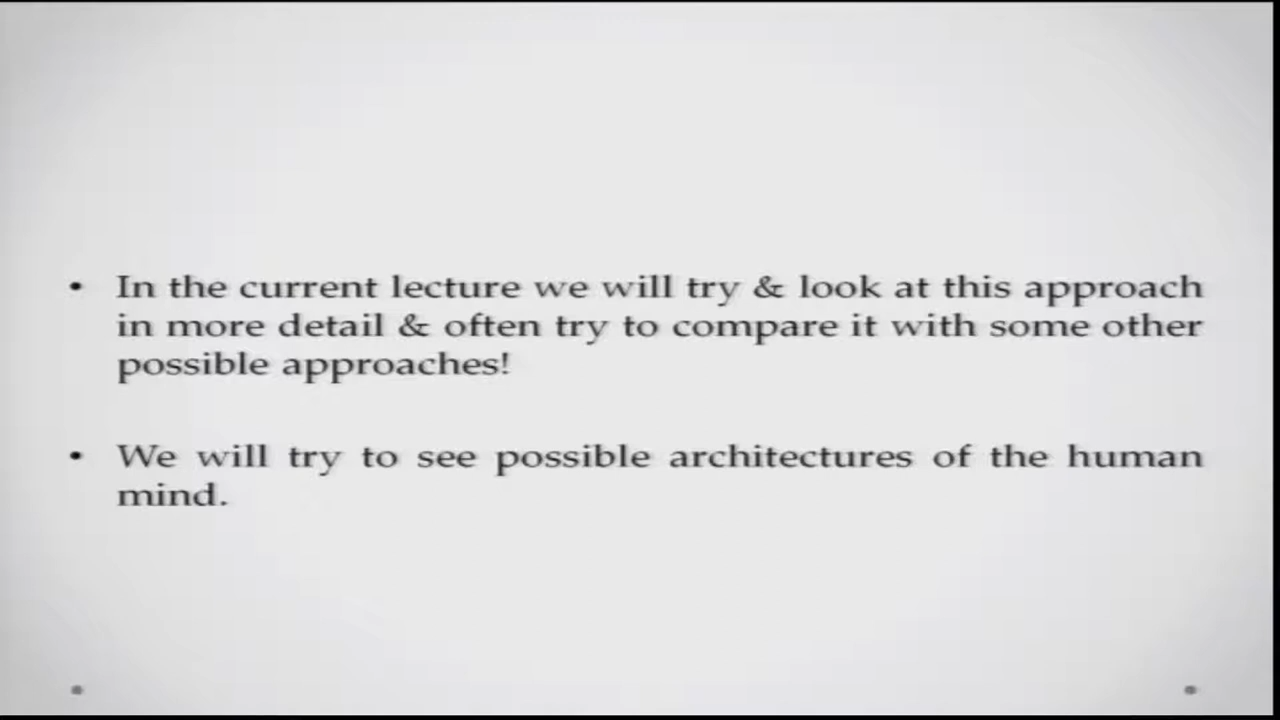 • In the current lecture we will try & look at this approach
in more detail & often try to compare it with some other
possible approaches!
• We will try to see possible architectures of the human
mind.